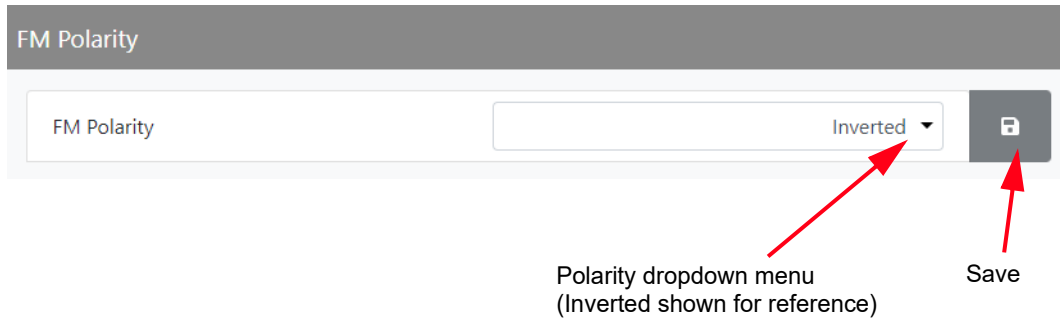 FM Polarity
FM Polarity
Inverted
Polarity dropdown menu
(Inverted shown for reference)
Save